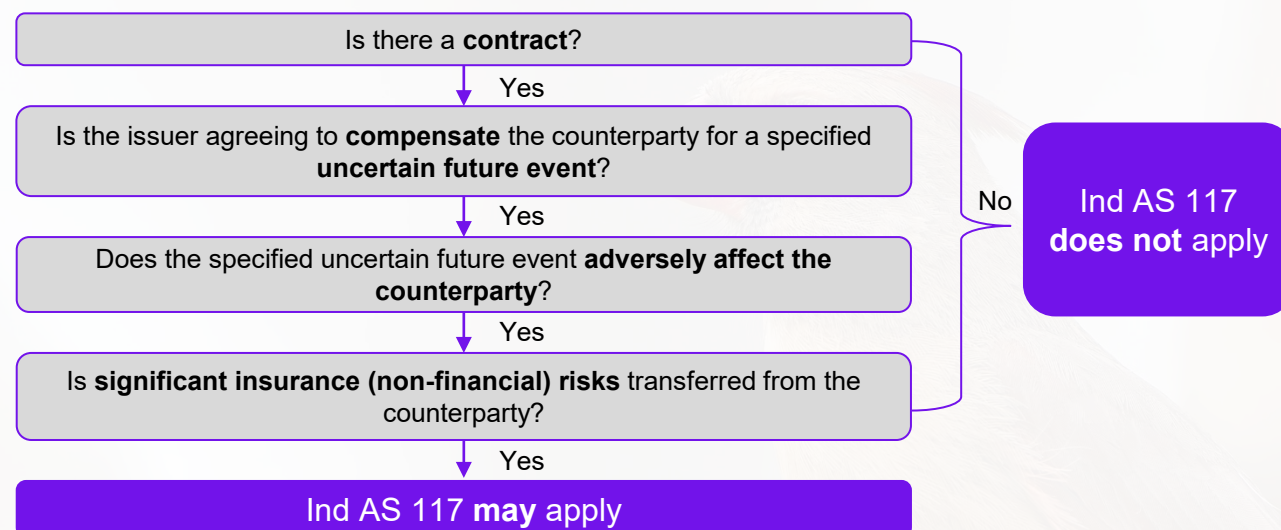 Is there a contract?
Yes
Is the issuer agreeing to compensate the counterparty for a specified
uncertain future event?
Yes
Does the specified uncertain future event adversely affect the
counterparty?
Yes
Is significant insurance (non-financial) risks transferred from the
counterparty?
Yes
Ind AS 117 may apply
No
Ind AS 117
does not apply